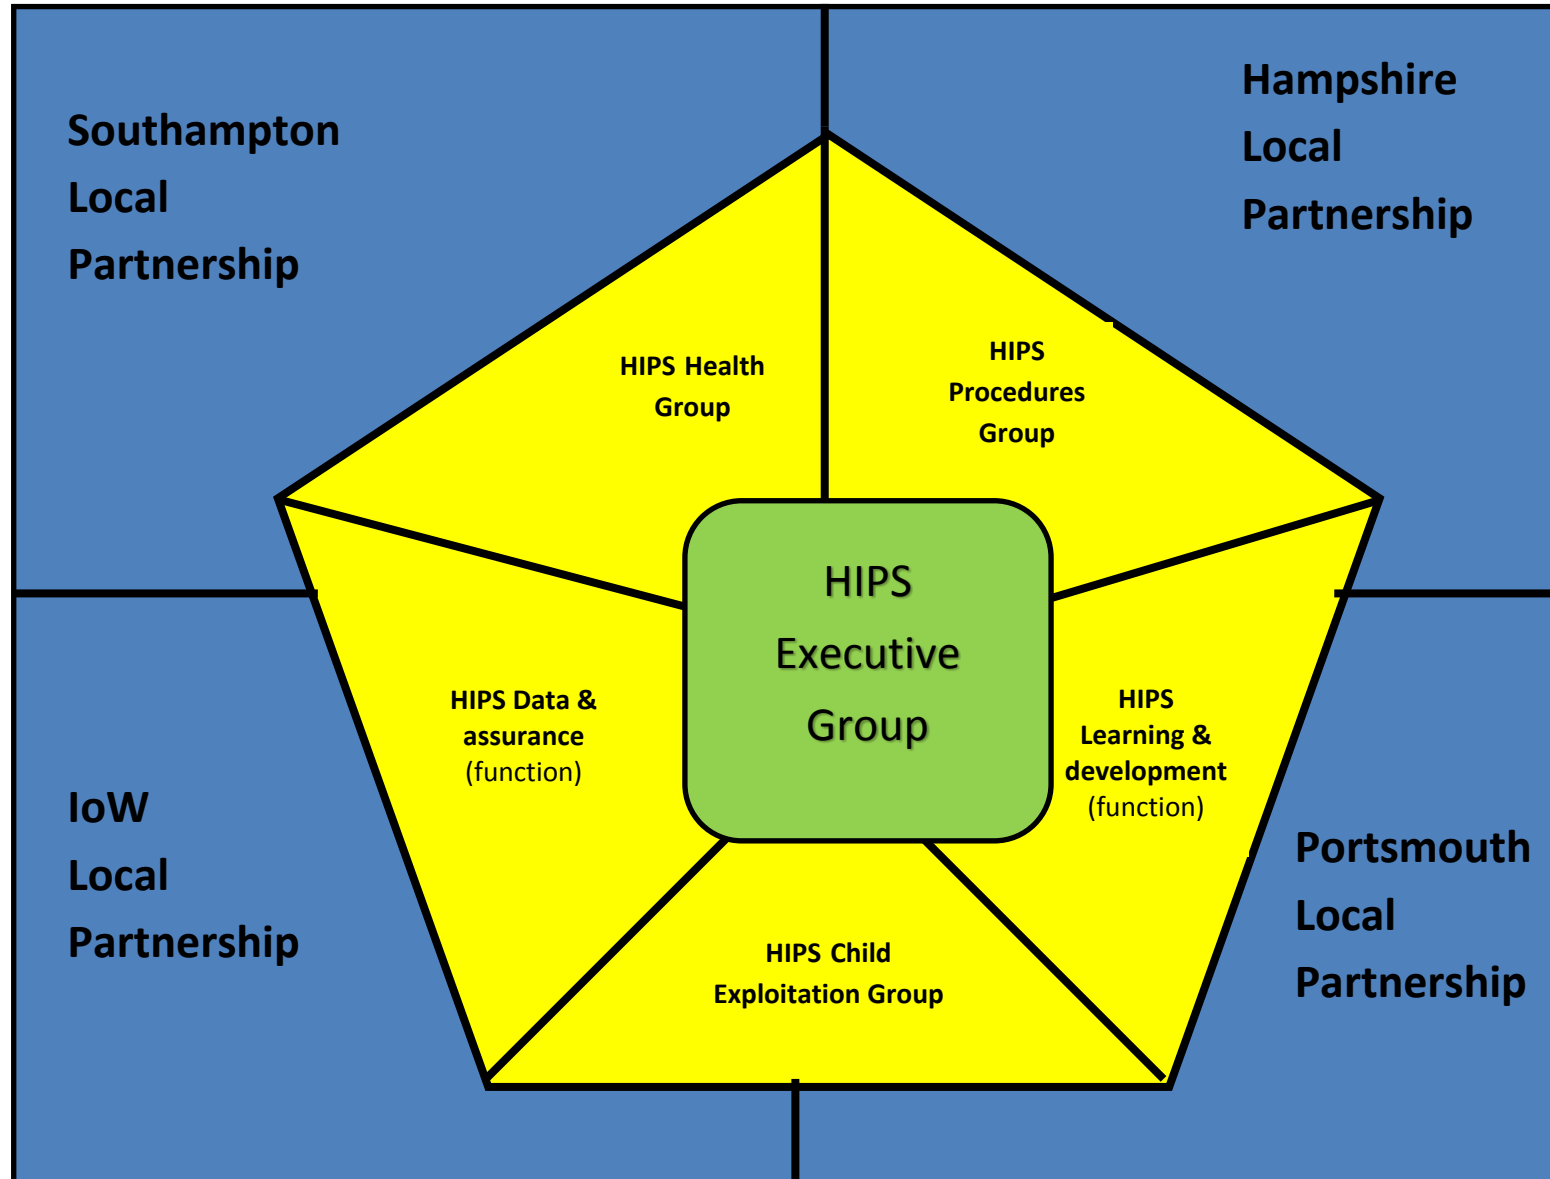 Southampton
Local
Partnership
Hampshire
Local
Partnership
HIPS Health
Group
HIPS
Procedures
Group
HIPS
Executive
Group
HIPS Data &
assurance
(function)
HIPS
Learning &
development
(function)
IoW
Local
Partnership
HIPS Child
Exploitation Group
Portsmouth
Local
Partnership